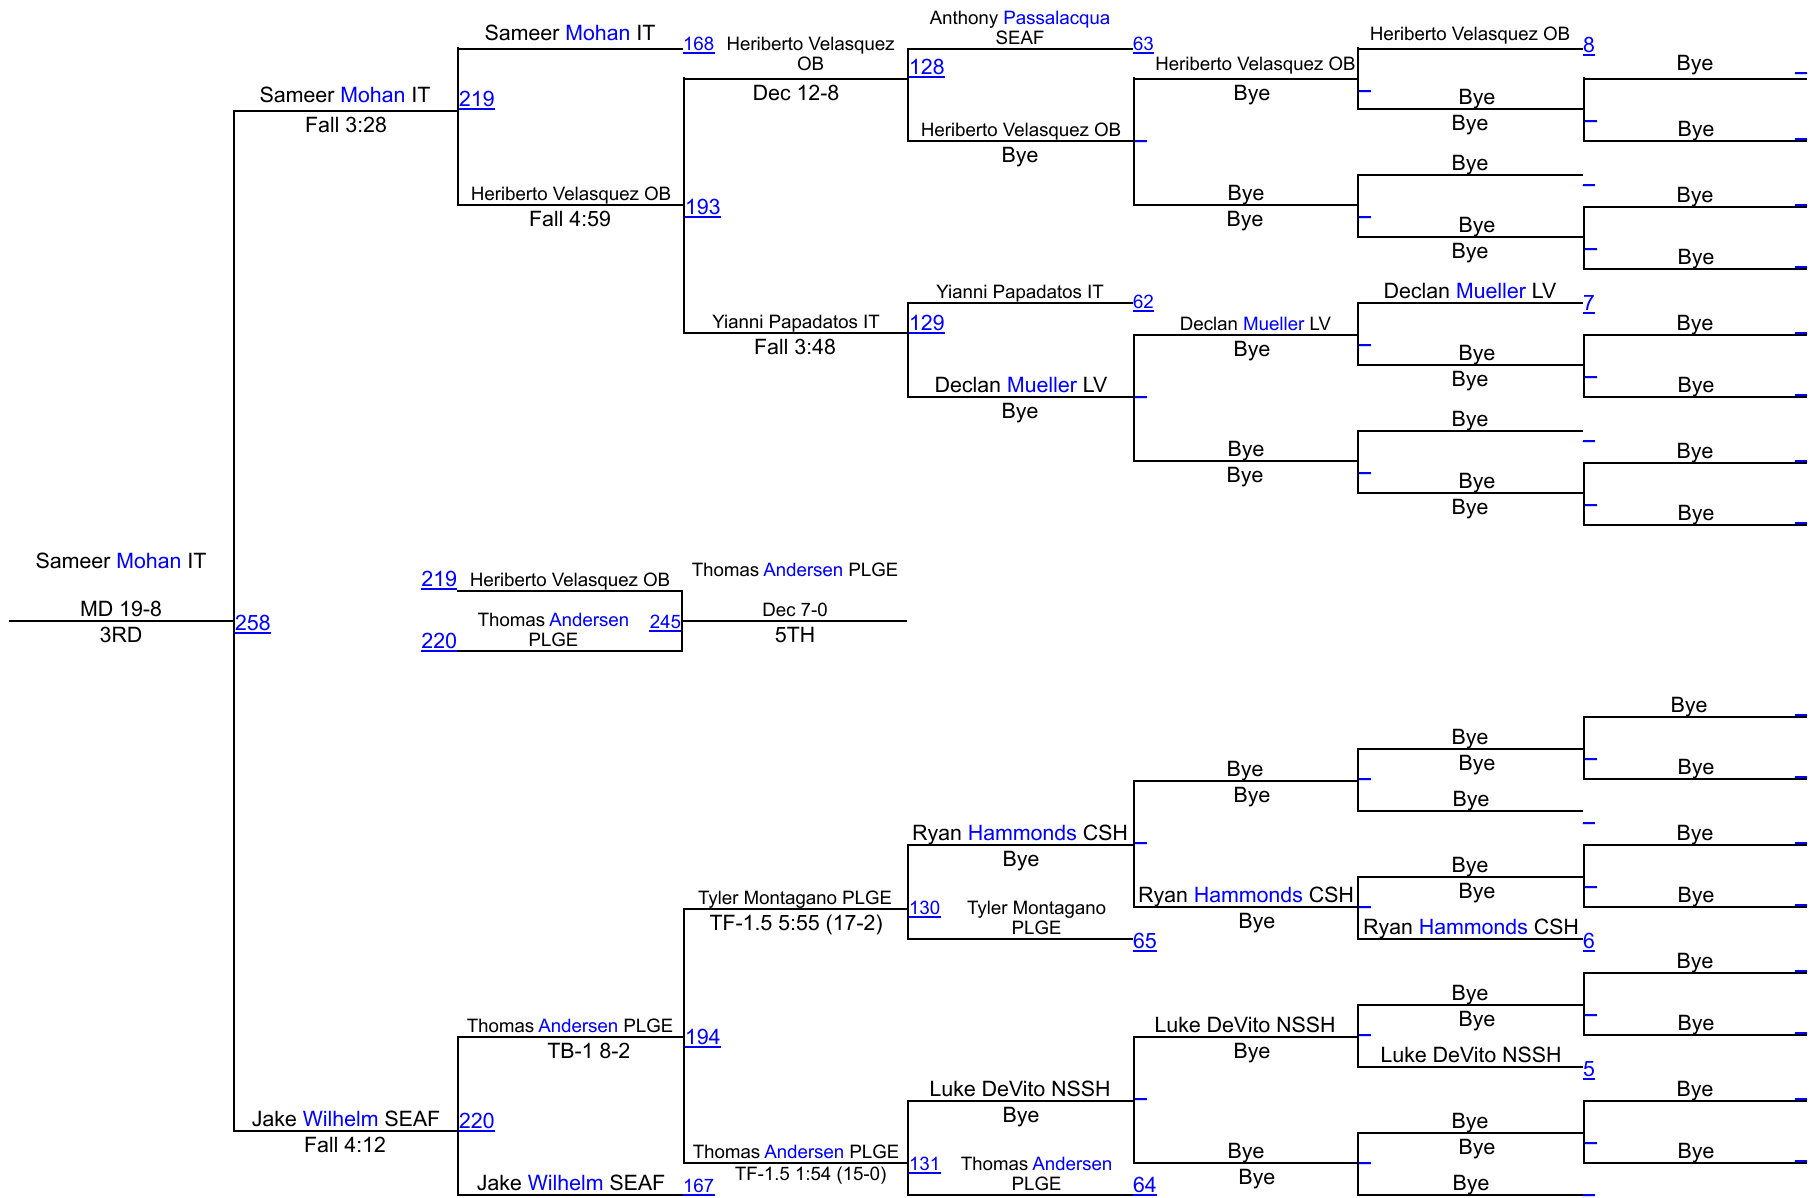 Anthony Passalacqua
SEAF
63
Sameer Mohan IT
168
Heriberto Velasquez
OB
128
Dec 12-8
Heriberto Velasquez OB
8
Heriberto Velasquez OB
Bye
Bye
Bye
Bye
Sameer Mohan IT
219
Fall 3:28
Heriberto Velasquez OB
Bye
Bye
Bye
Heriberto Velasquez OB
193
Fall 4:59
Bye
Bye
Bye
Bye
Bye
Bye
Yianni Papadatos IT
62
Declan Mueller LV
7
Yianni Papadatos IT
129
Fall 3:48
Declan Mueller LV
Bye
Bye
Bye
Bye
Declan Mueller LV
Bye
Bye
Bye
Bye
Bye
Bye
Bye
Bye
Bye
Sameer Mohan IT
MD 19-8
3RD
258
219
Heriberto Velasquez OB
Thomas Andersen
PLGE
220
245
Thomas Andersen PLGE
Dec 7-0
5TH
Bye
Bye
Bye
Bye
Bye
Bye
Bye
Ryan Hammonds CSH
Bye
Bye
Tyler Montagano PLGE
TF-1.5 5:55 (17-2)
130
Tyler Montagano
PLGE
65
Ryan Hammonds CSH
Bye
Bye
Bye
Bye
Ryan Hammonds CSH
6
Bye
Thomas Andersen PLGE
194
TB-1 8-2
Luke DeVito NSSH
Bye
Bye
Bye
Bye
Luke DeVito NSSH
5
Luke DeVito NSSH
Bye
Bye
Jake Wilhelm SEAF
220
Fall 4:12
Thomas Andersen PLGE
TF-1.5 1:54 (15-0)
131
Thomas Andersen
PLGE
64
Bye
Bye
Bye
Bye
Bye
Jake Wilhelm SEAF
167
Bye